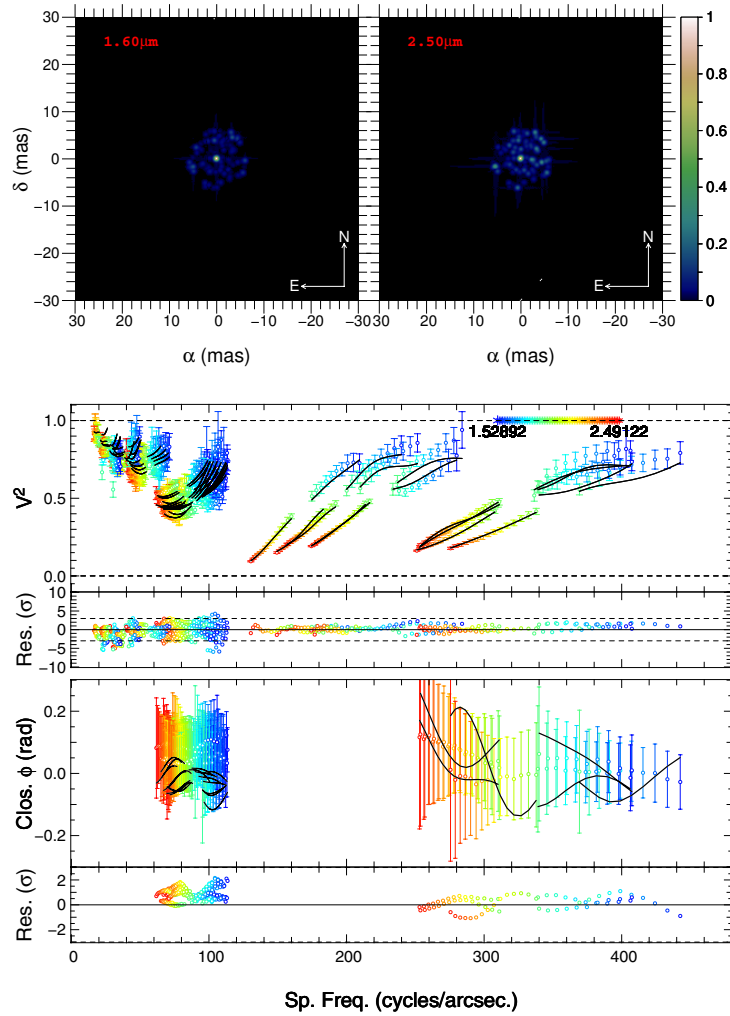 30
20
10
0
−10
−20
−30
δ (mas)
1.60μm
2.50μm
N
E
N
E
30 20 10 0 −10 −20 −30
30 20 10 0 −10 −20 −30
α (mas)
α (mas)
1
0.8
0.6
0.4
0.2
0
1.0
0.5
0.0
V2
1.52892
2.49122
10
5
0
−5
−10
Res. (σ)
0.2
0.0
−0.2
Clos. ϕ (rad)
2
0
−2
Res. (σ)
0 100 200 300 400
Sp. Freq. (cycles/arcsec.)